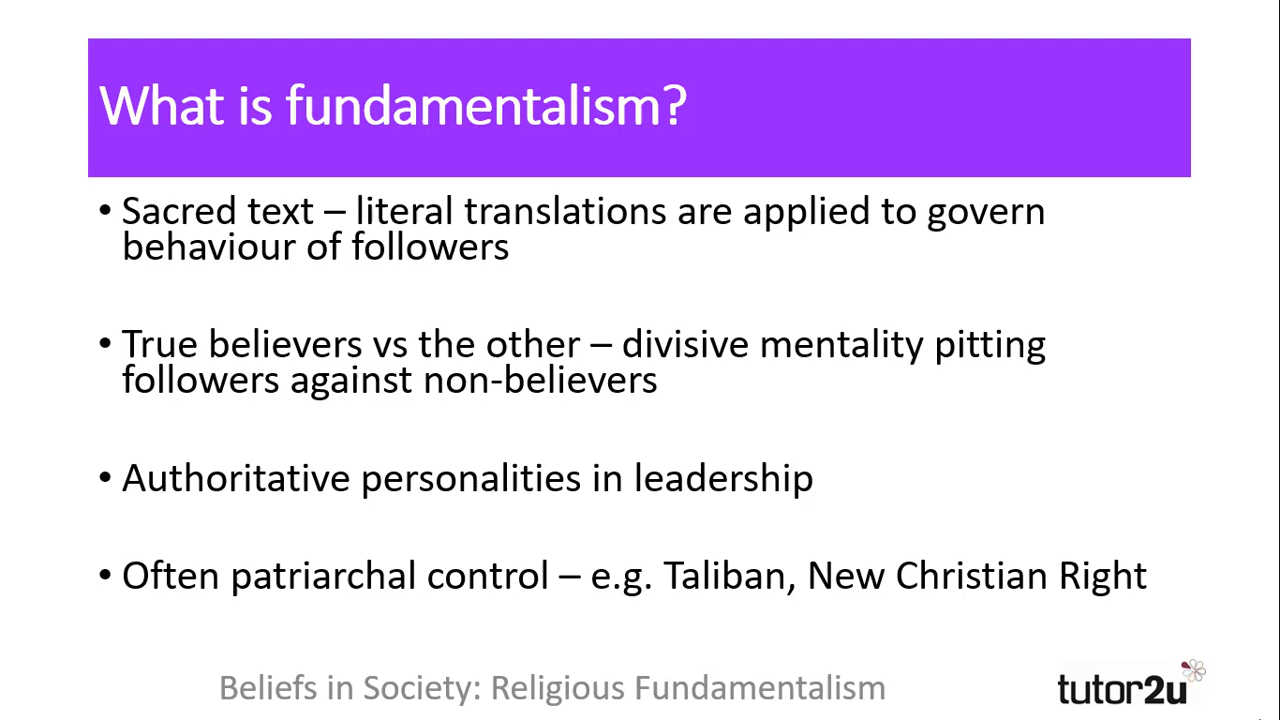 What is fundamentalism?
• Sacred text – literal translations are applied to govern
behaviour of followers
• True believers vs the other – divisive mentality pitting
followers against non-believers
• Authoritative personalities in leadership
• Often patriarchal control – e.g. Taliban, New Christian Right
Beliefs in Society: Religious Fundamentalism
tutor2u